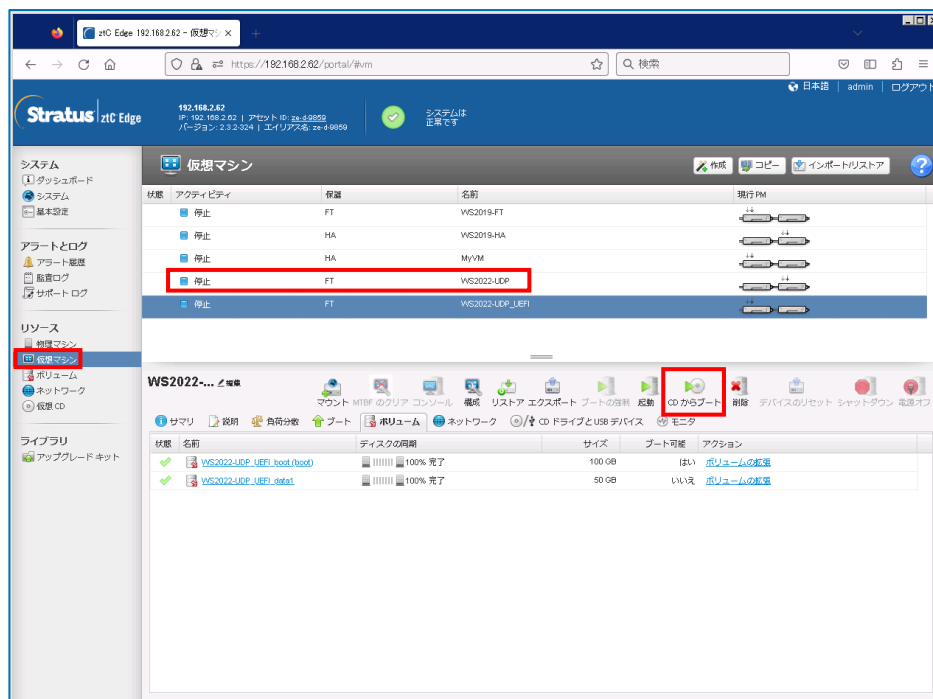 ztC Edge 192.168.2.62 - 仮想マシ
https://192.168.2.62/portal/#vm
検索
日本語 | admin | ログアウト
Stratus ztC Edge
192.168.2.62
IP: 192.168.2.62 | アセット ID: ze-d-9859
バージョン: 2.3.2-324 | エイリアス名: ze-d-9859
システムは
正常です
システム
ダッシュボード
システム
基本設定
アラートとログ
アラート履歴
監査ログ
サポート ログ
リソース
物理マシン
仮想マシン
ボリューム
ネットワーク
仮想 CD
ライブラリ
アップグレード キット
仮想マシン
作成 コピー インポート/リストア
状態 アクティビティ 保護 名前 現行 PM
停止 FT WS2019-FT
停止 HA WS2019-HA
停止 HA MyVM
停止 FT WS2022-UDP
停止 FT WS2022-UDP_UEFI
WS2022-... 編集
マウント MTBF のクリア コンソール 構成 リストア エクスポート ブートの強制 起動 CD からブート 削除 デバイスのリセット シャットダウン 電源オフ
サマリ 説明 負荷分散 ブート ボリューム ネットワーク CD ドライブと USB デバイス モニタ
状態 名前 ディスクの同期 サイズ ブート可能 アクション
WS2022-UDP_UEFI_boot (boot) 100% 完了 100 GB はい ボリュームの拡張
WS2022-UDP_UEFI_data1 100% 完了 50 GB いいえ ボリュームの拡張